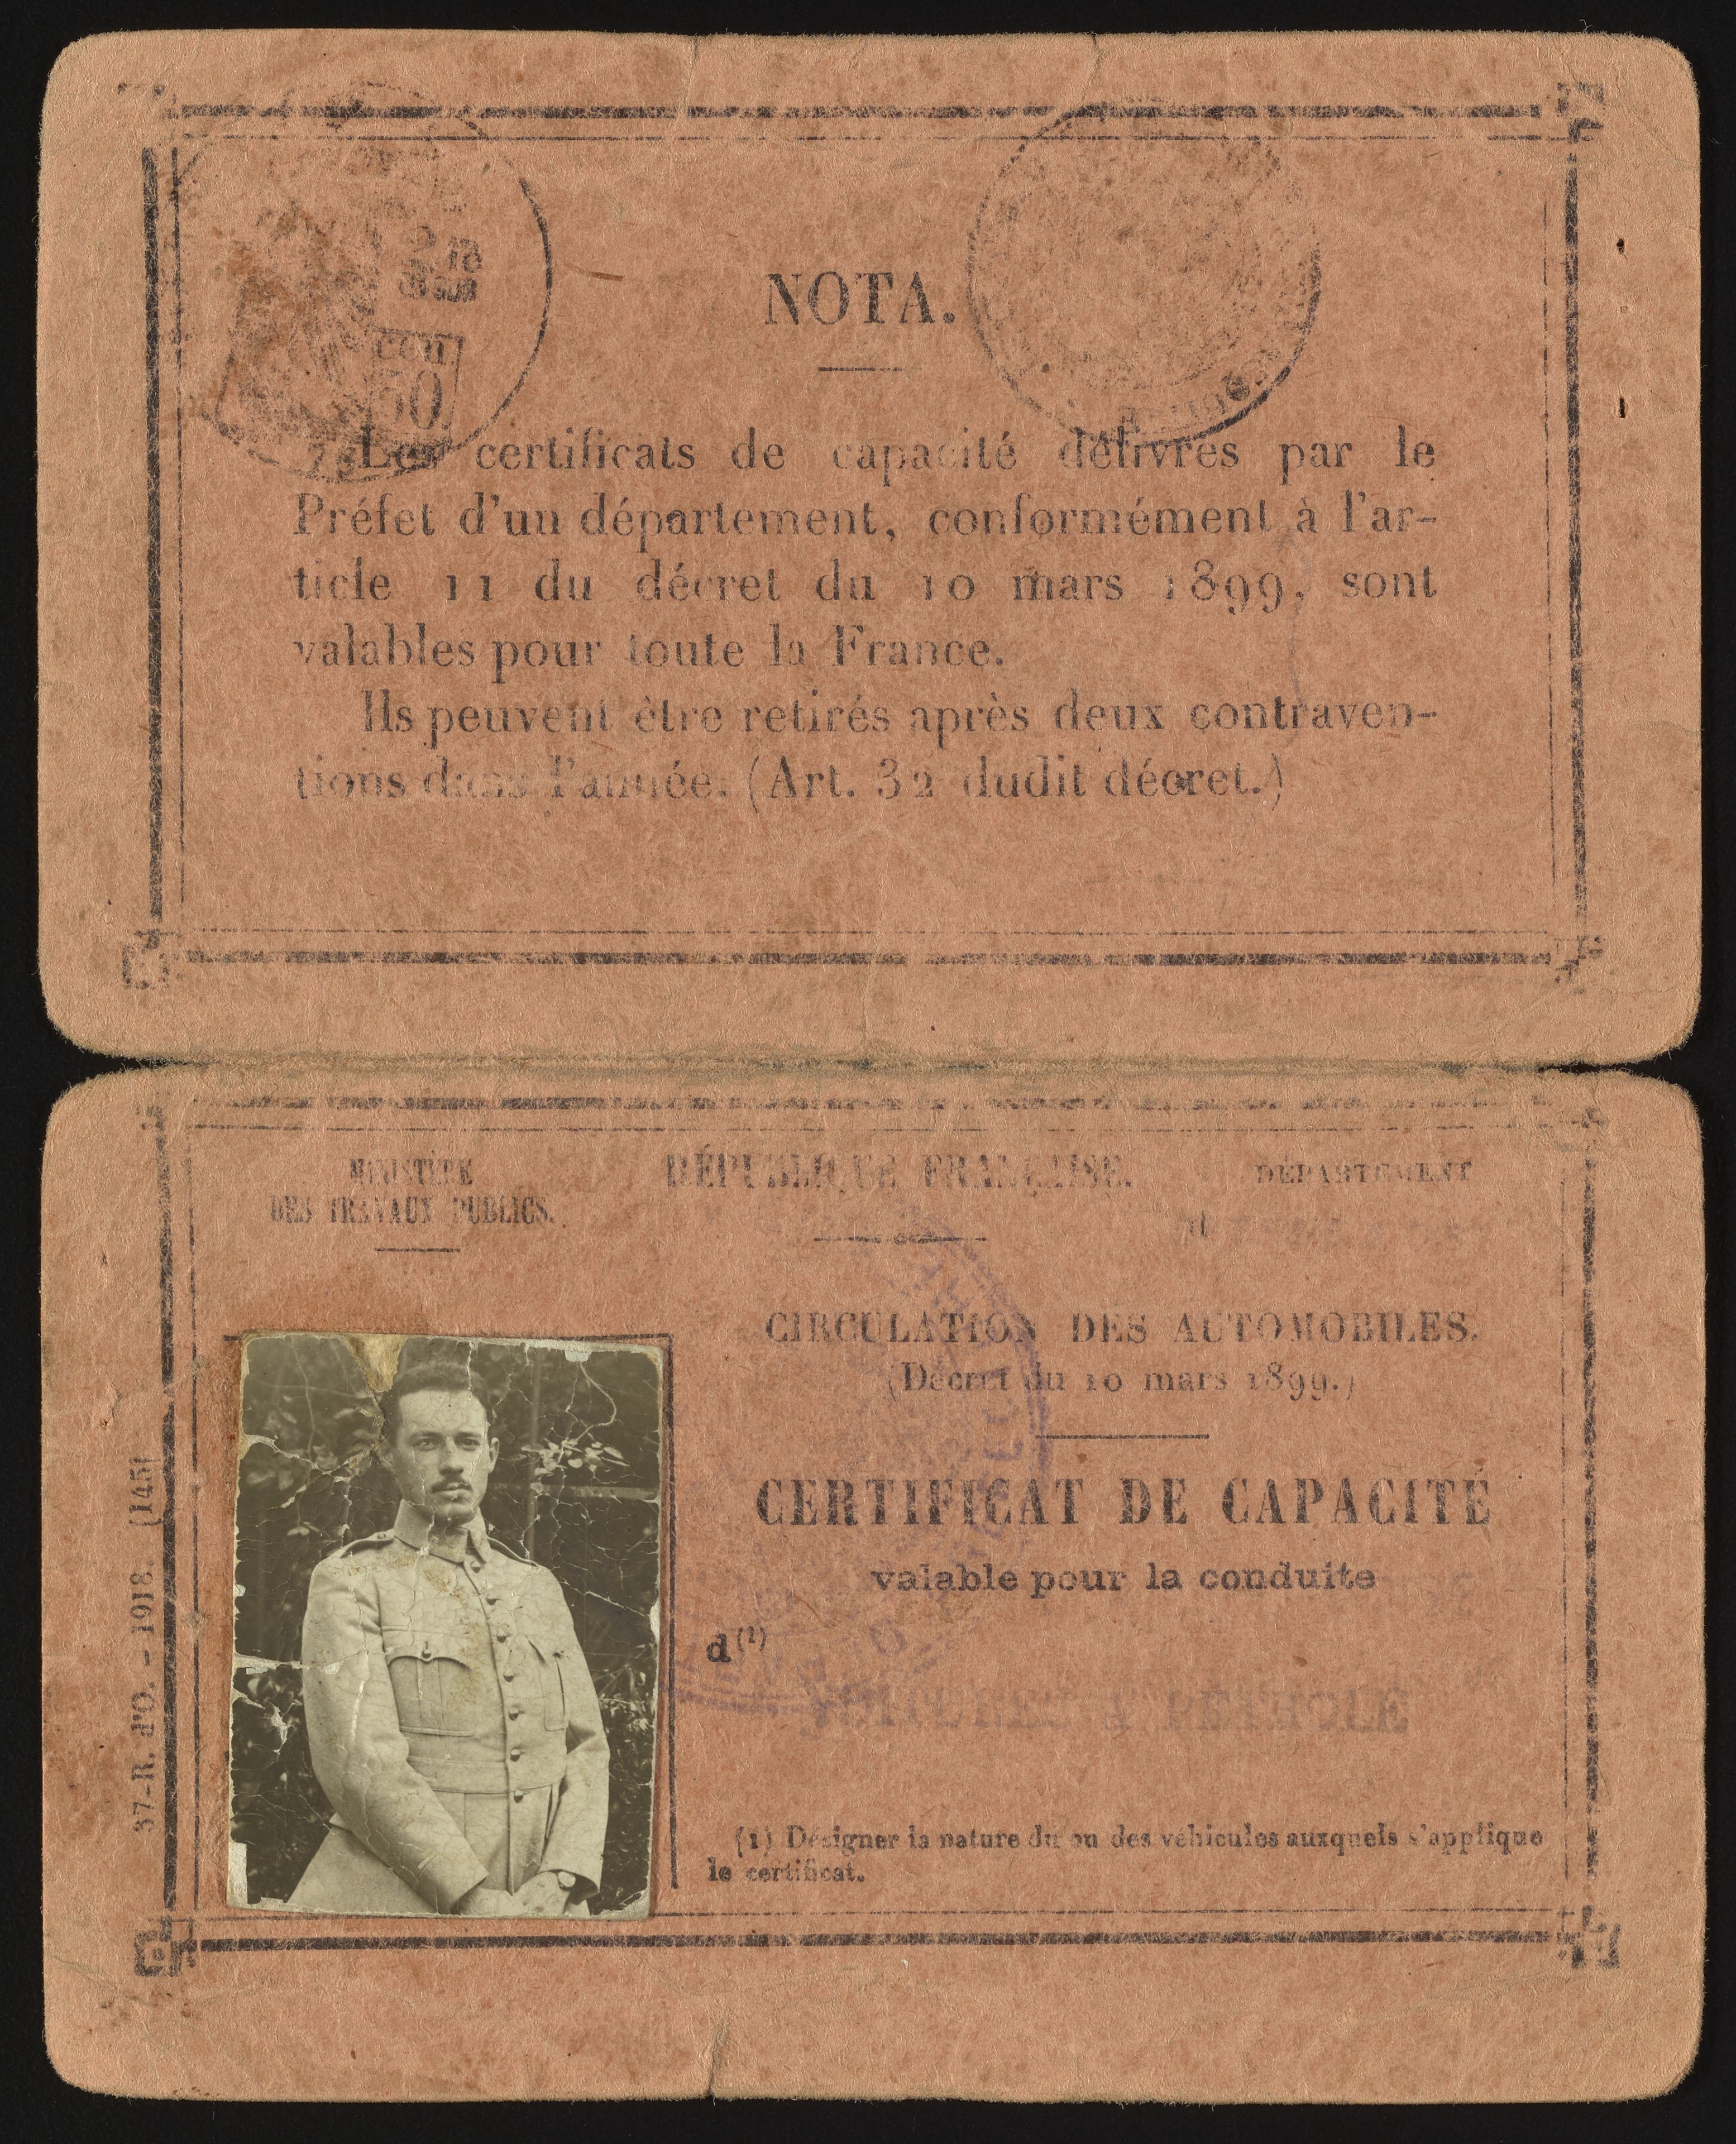 cen
50
NOTA.
Les certificats de capacité délivrés par le
Préfet d'un département, conformément à l'ar-
ticle 11 du décret du 10 mars 1899, sont
valables pour toute la France.
Ils peuvent être retirés après deux contraven-
tions dans l'année. (Art. 32 dudit décret.)
MINISTÈRE
DES TRAVAUX PUBLICS.
RÉPUBLIQUE FRANÇAISE.
DÉPARTEMENT
d
CIRCULATION DES AUTOMOBILES.
(Décret du 10 mars 1899.)
CERTIFICAT DE CAPACITÉ
valable pour la conduite
d(1)
A PÉTROLE
(1) Désigner la nature du ou des véhicules auxquels s'applique
le certificat.
37-R. d'O. - 1918. [145]